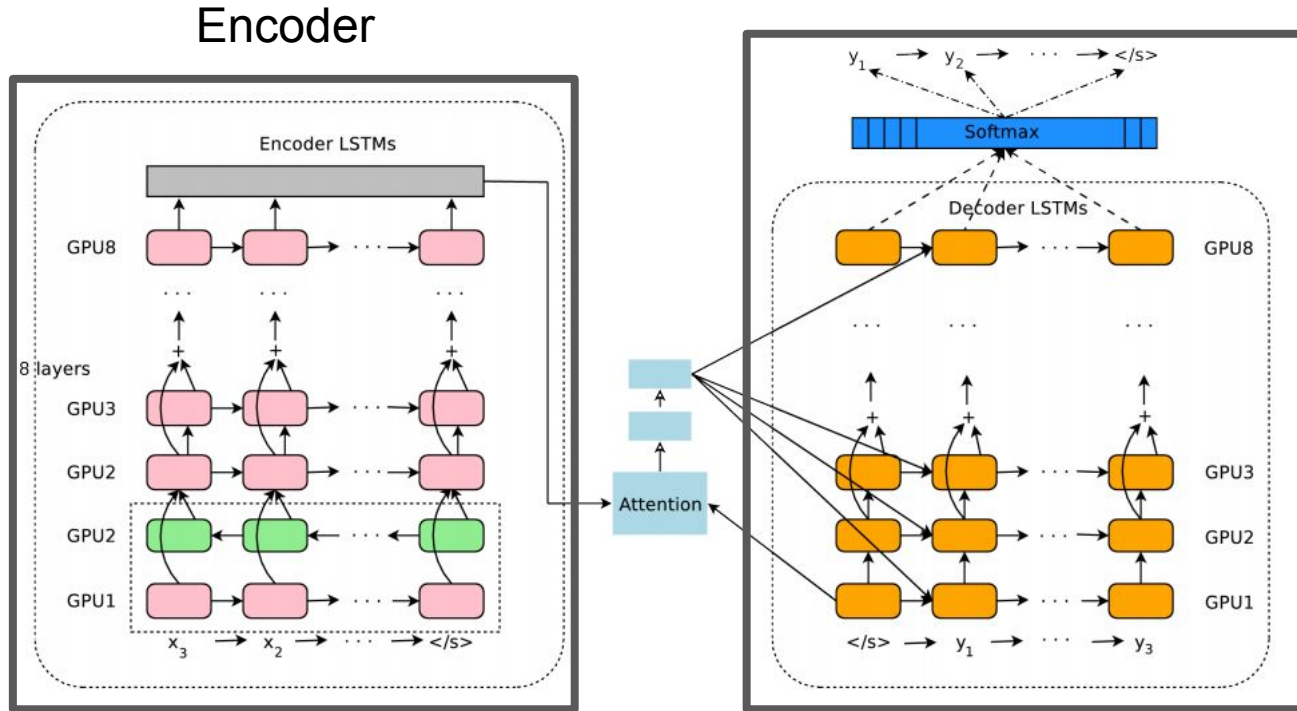 Encoder
y1 y2 · · · </s>
Softmax
Encoder LSTMs
Decoder LSTMs
GPU8
GPU8
· · ·
· · ·
· · ·
· · ·
· · ·
+ + +
8 layers
GPU3
+ + +
GPU2
GPU3
Attention
GPU2
GPU2
GPU1
GPU1
x3 x2 · · · </s>
</s> y1 · · · y3